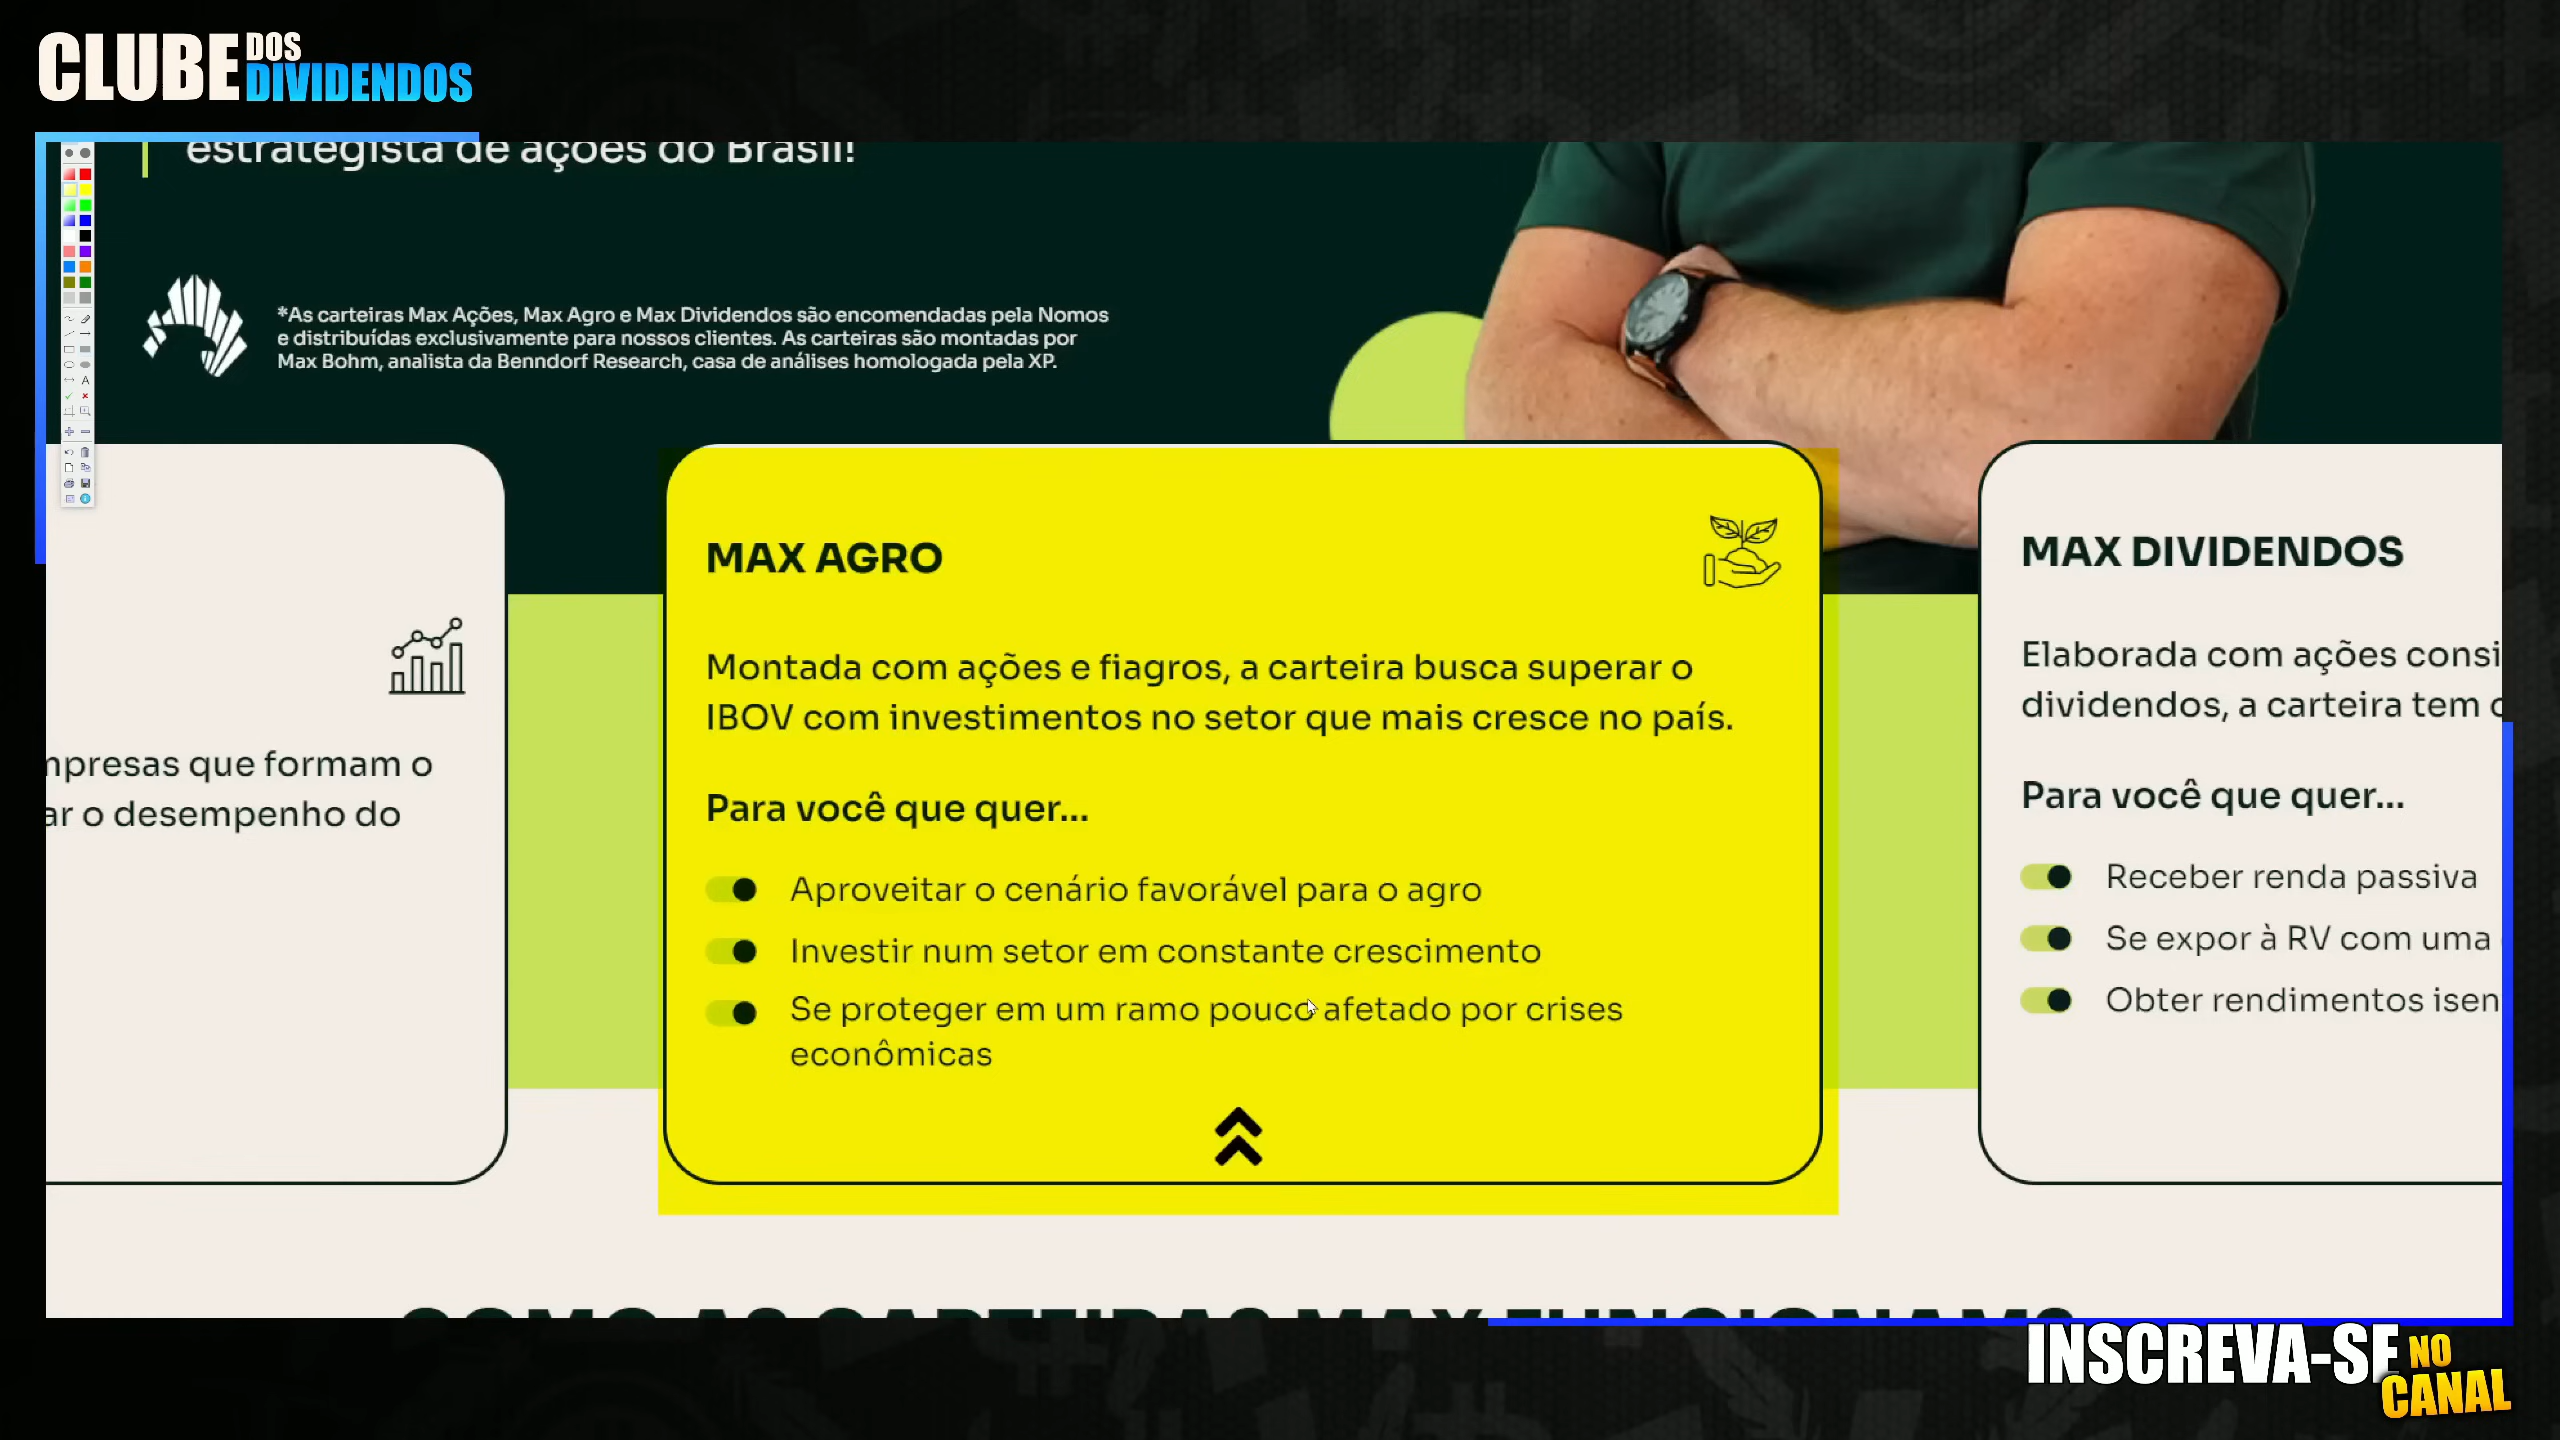 CLUBE DOS
DIVIDENDOS
estrategista de ações do Brasil!
*As carteiras Max Ações, Max Agro e Max Dividendos são encomendadas pela Nomos
e distribuídas exclusivamente para nossos clientes. As carteiras são montadas por
Max Bohm, analista da Benndorf Research, casa de análises homologada pela XP.
mpresas que formam o
ar o desempenho do
MAX AGRO
Montada com ações e fiagros, a carteira busca superar o
IBOV com investimentos no setor que mais cresce no país.
Para você que quer...
Aproveitar o cenário favorável para o agro
Investir num setor em constante crescimento
Se proteger em um ramo pouco afetado por crises
econômicas
MAX DIVIDENDOS
Elaborada com ações consi
dividendos, a carteira tem
Para você que quer...
Receber renda passiva
Se expor à RV com uma
Obter rendimentos isen
COMO AS CARTEIRAS MAX FUNCIONAM?
INSCREVA-SE NO
CANAL